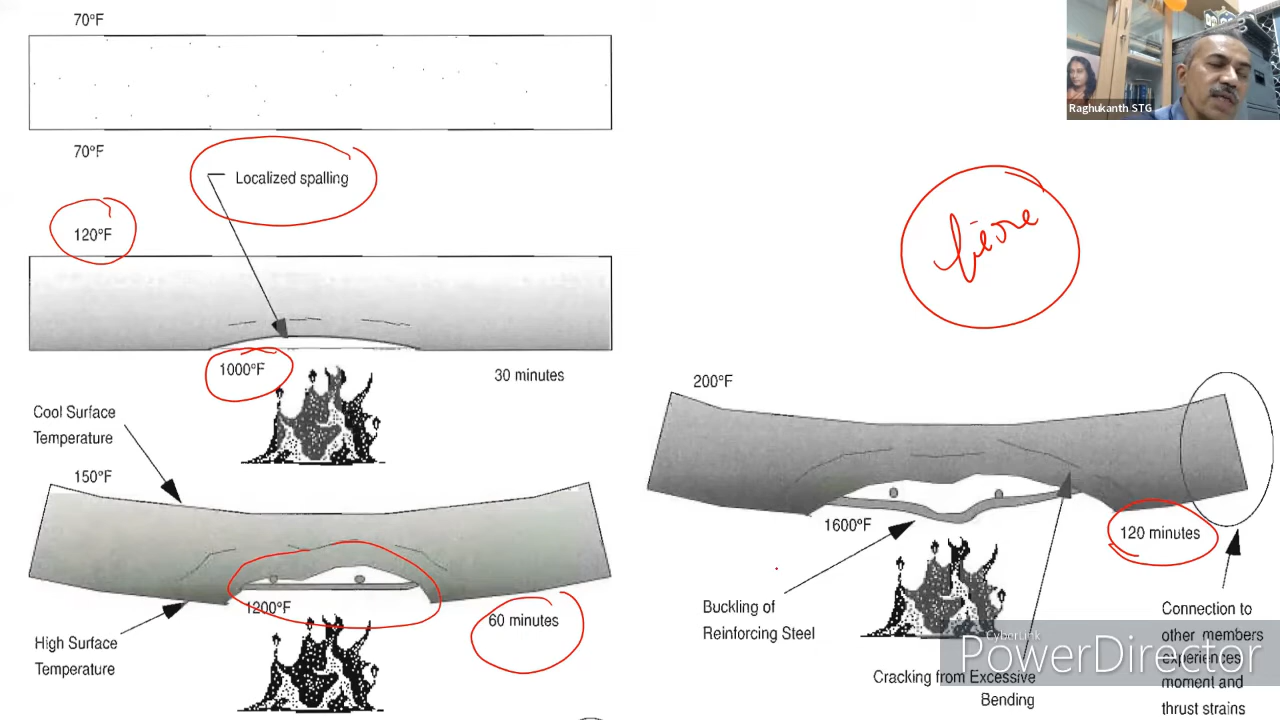 70°F
70°F
Localized spalling
120°F
1000°F
30 minutes
Cool Surface
Temperature
150°F
1200°F
60 minutes
High Surface
Temperature
Raghukanth STG
200°F
1600°F
120 minutes
Buckling of
Reinforcing Steel
Cracking from Excessive
Bending
Connection to
other members
experiences
moment and
thrust strains
CyberLink
PowerDirector